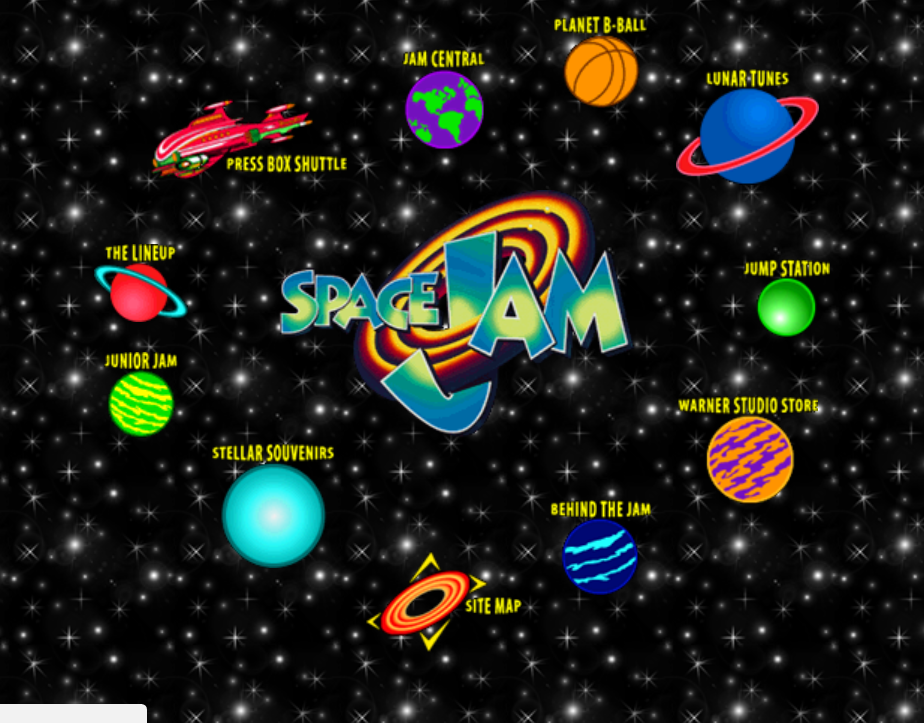 PLANET B-BALL
JAM CENTRAL
LUNAR TUNES
PRESS BOX SHUTTLE
THE LINEUP
JUMP STATION
SPACE JAM
JUNIOR JAM
WARNER STUDIO STORE
STELLAR SOUVENIRS
BEHIND THE JAM
SITE MAP